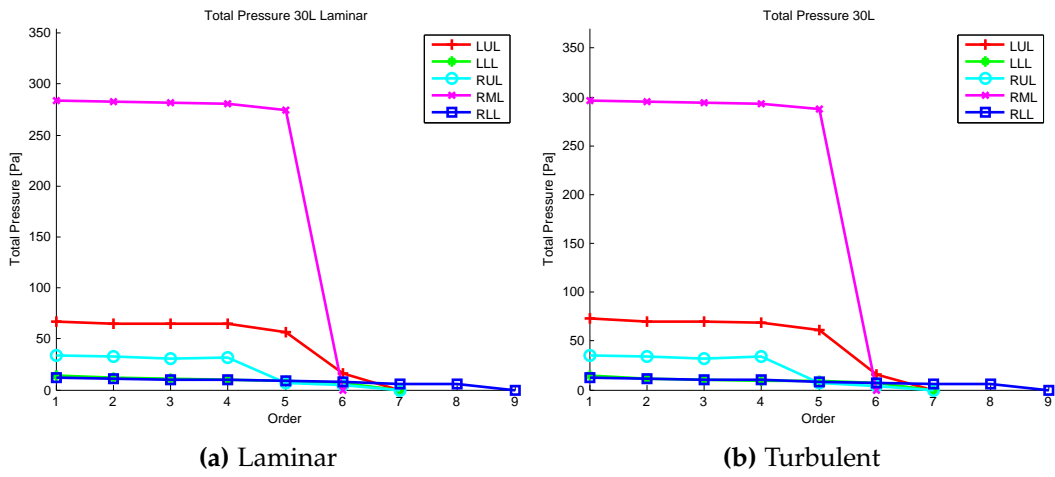 Total Pressure 30L Laminar
350
300
250
200
150
100
50
0
Total Pressure [Pa]
1 2 3 4 5 6 7 8 9
Order
LUL
LLL
RUL
RML
RLL
(a) Laminar
Total Pressure 30L
350
300
250
200
150
100
50
0
Total Pressure [Pa]
1 2 3 4 5 6 7 8 9
Order
LUL
LLL
RUL
RML
RLL
(b) Turbulent